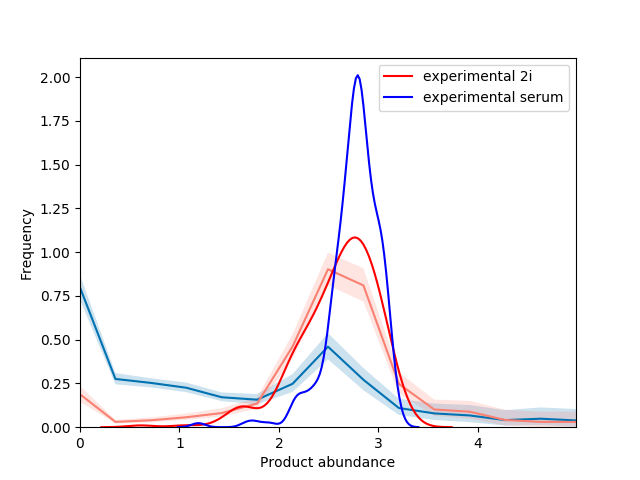 2.00
1.75
1.50
1.25
1.00
0.75
0.50
0.25
0.00
Frequency
experimental 2i
experimental serum
0 1 2 3 4
Product abundance